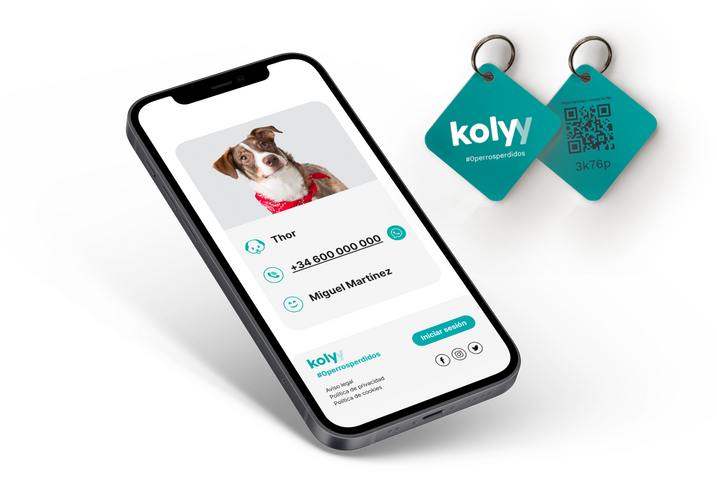 Thor
+34 600 000 000
Miguel Martínez
kolyy
#0perrosperdidos
Iniciar sesión
Aviso legal
Política de privacidad
Política de cookies
kolyy
#0perrosperdidos
3k76p